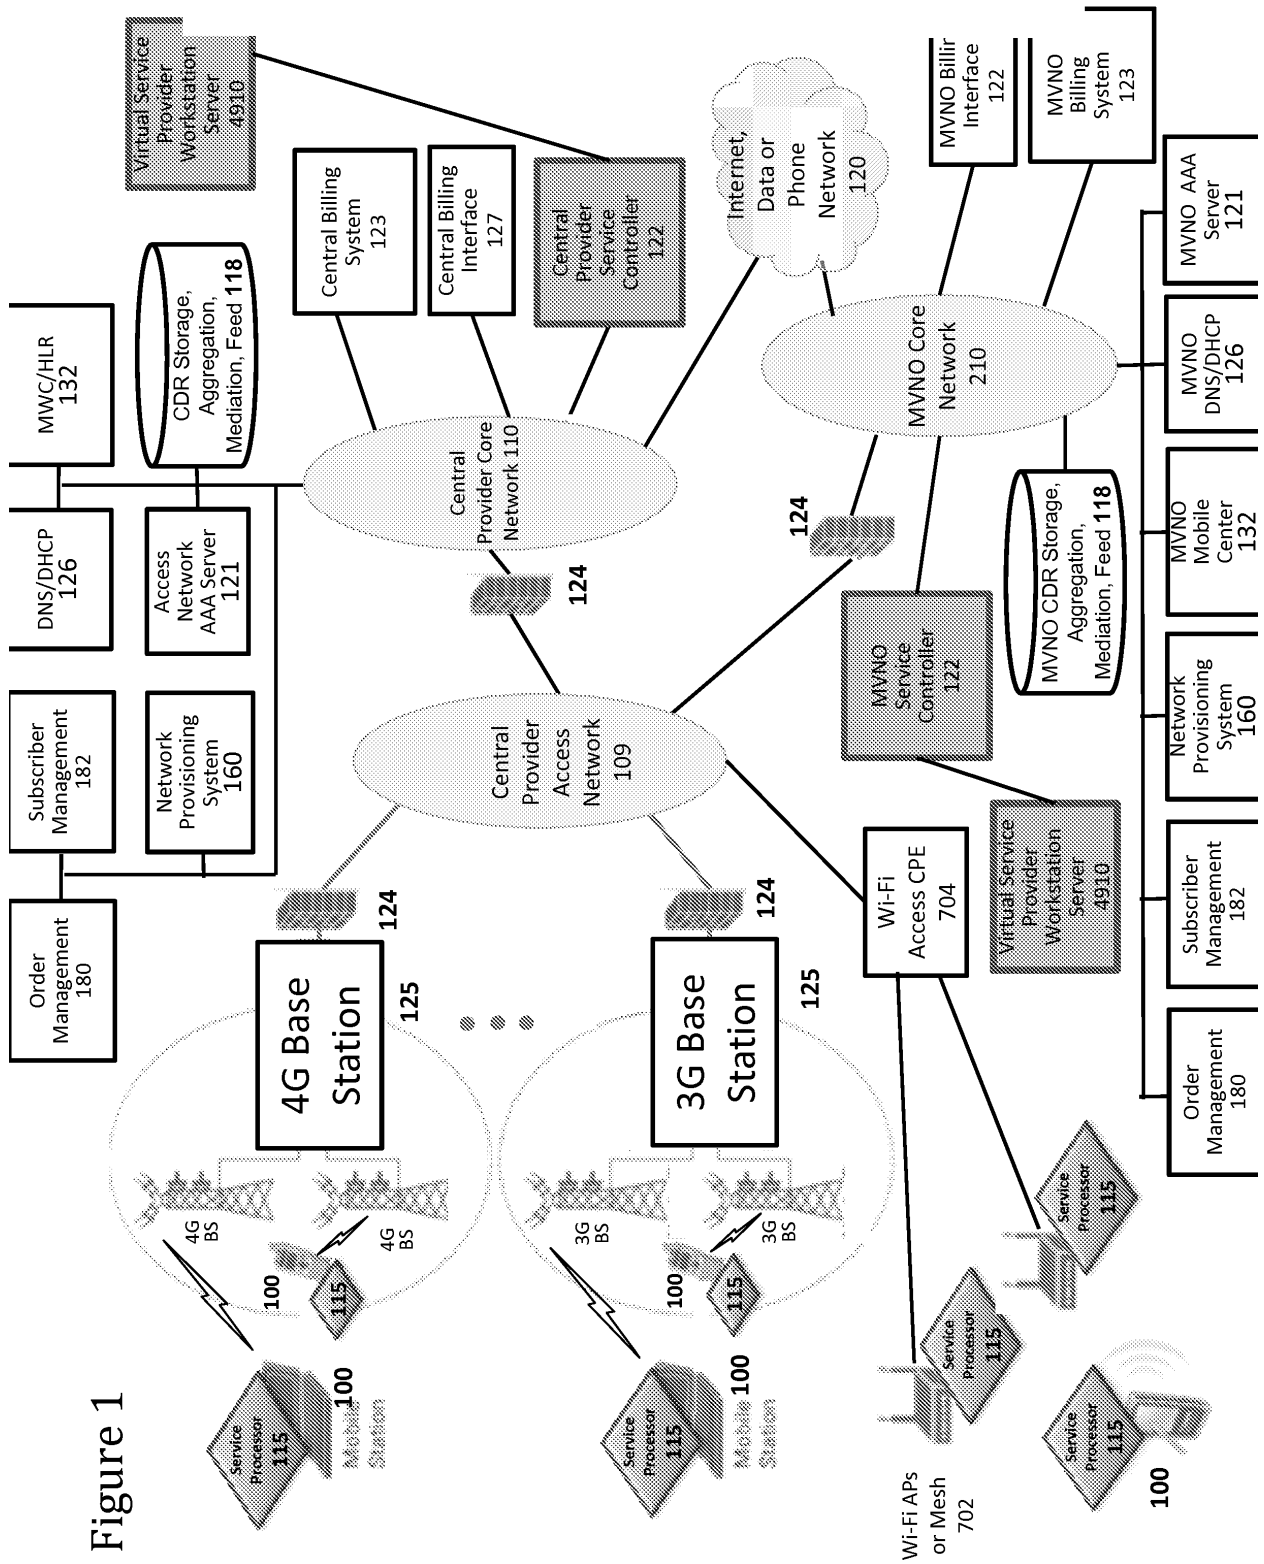 Figure 1
Order
Management
180
Subscriber
Management
182
DNS/DHCP
126
MWC/HLR
132
Network
Provisioning
System
160
Access
Network
AAA Server
121
CDR Storage,
Aggregation,
Mediation, Feed 118
Virtual Service
Provider
Workstation
Server
4910
Central Billing
System
123
Central Billing
Interface
127
Central
Provider
Service
Controller
122
Central
Provider Core
Network 110
124
Central
Provider
Access
Network
109
Internet,
Data or
Phone
Network
120
4G Base
Station
125
124
4G
BS
4G
BS
100
115
Service
Processor
115
100
Mobile
Station
3G Base
Station
125
124
3G
BS
3G
BS
100
115
Service
Processor
115
100
Mobile
Station
124
MVNO Core
Network
210
MVNO Billir
Interface
122
MVNO
Billing
System
123
MVNO
Service
Controller
122
Virtual Service
Provider
Workstation
Server
4910
MVNO CDR Storage,
Aggregation,
Mediation, Feed 118
Wi-Fi
Access CPE
704
Wi-Fi APs
or Mesh
702
Service
Processor
115
Service
Processor
115
Service
Processor
115
100
Order
Management
180
Subscriber
Management
182
Network
Provisioning
System
160
MVNO
Mobile
Center
132
MVNO
DNS/DHCP
126
MVNO AAA
Server
121